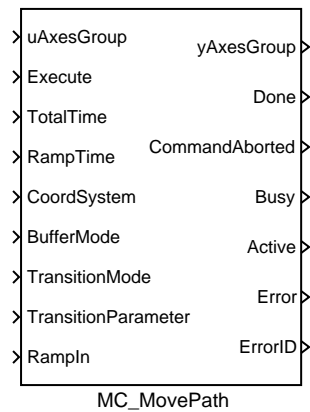 uAxesGroup
Execute
TotalTime
RampTime
CoordSystem
BufferMode
TransitionMode
TransitionParameter
RampIn
yAxesGroup
Done
CommandAborted
Busy
Active
Error
ErrorID
MC_MovePath